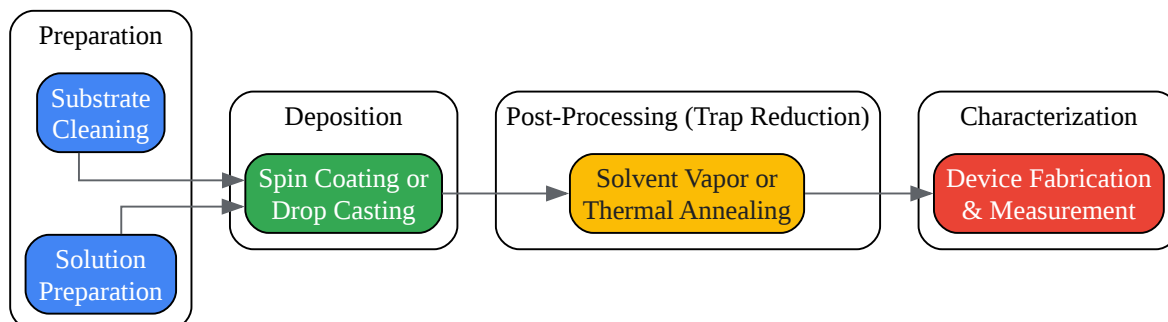 Preparation
Substrate
Cleaning
Solution
Preparation
Deposition
Spin Coating or
Drop Casting
Post-Processing (Trap Reduction)
Solvent Vapor or
Thermal Annealing
Characterization
Device Fabrication
& Measurement